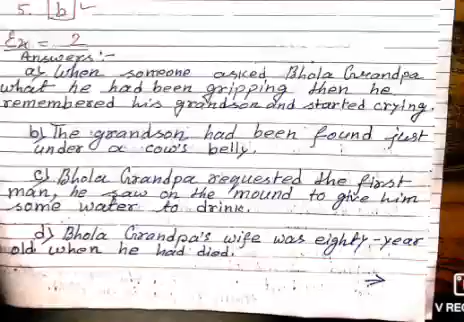 5. b
Ex = 2
Answers :-
a) When someone asked Bhola Grandpa
what he had been gripping then he
remembered his grandson and started crying.
b) The grandson had been found just
under a cow's belly.
c) Bhola Grandpa requested the first
man, he saw on the mound to give him
some water to drink.
d) Bhola Grandpa's wife was eighty-year
old when he had died.
V REC